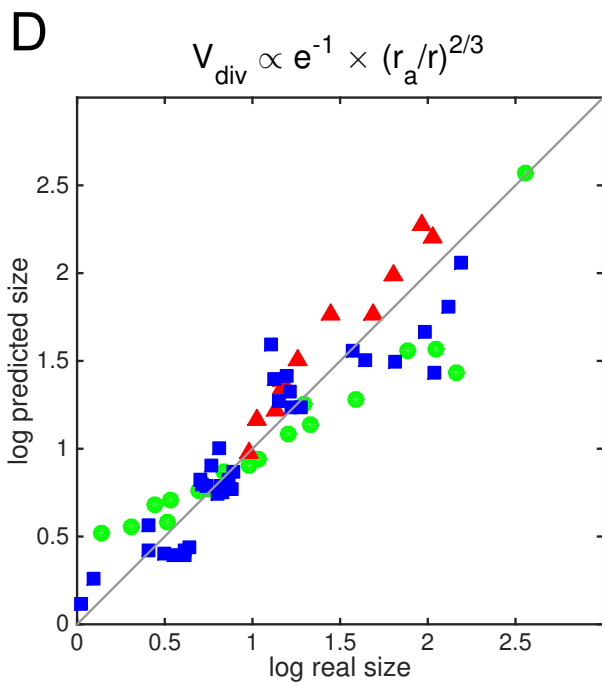 D
V_div ∝ e^-1 × (r_a/r)^2/3
log predicted size
2.5
2
1.5
1
0.5
0
0 0.5 1 1.5 2 2.5
log real size